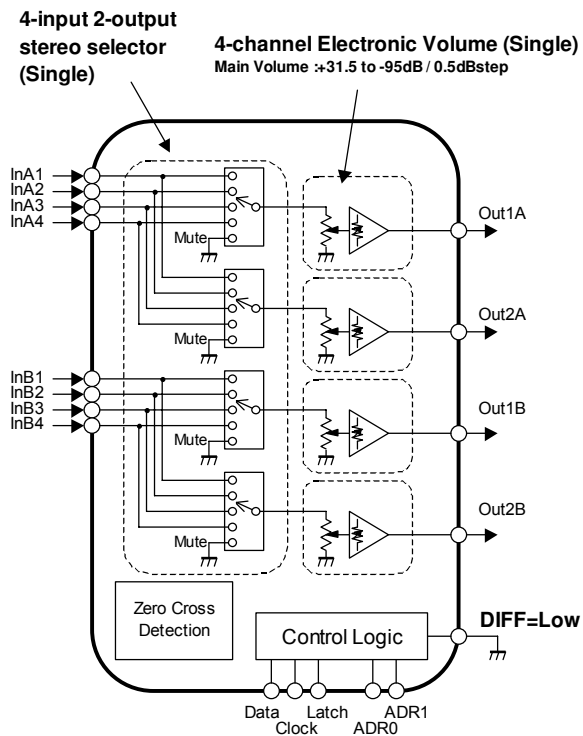 4-input 2-output
stereo selector
(Single)
4-channel Electronic Volume (Single)
Main Volume :+31.5 to -95dB / 0.5dBstep
InA1
InA2
InA3
InA4
Mute
Out1A
Mute
Out2A
InB1
InB2
InB3
InB4
Mute
Out1B
Mute
Out2B
Zero Cross
Detection
Control Logic
DIFF=Low
Data
Clock
Latch
ADR0
ADR1